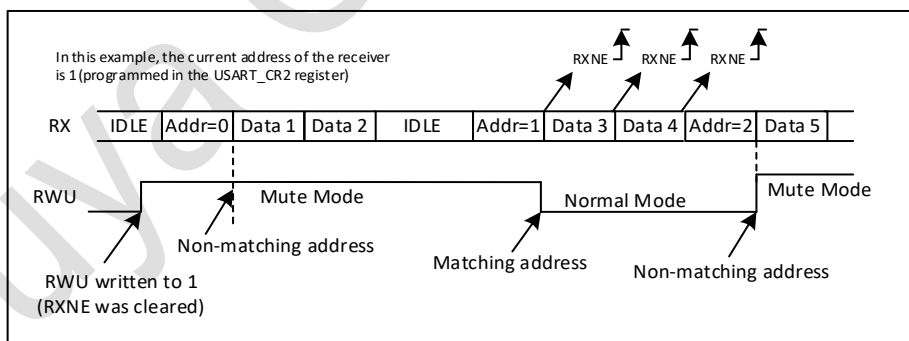 In this example, the current address of the receiver
is 1(programmed in the USART_CR2 register)
RXNE RXNE RXNE
RX IDLE Addr=0 Data 1 Data 2 IDLE Addr=1 Data 3 Data 4 Addr=2 Data 5
RWU Mute Mode Normal Mode Mute Mode
Non-matching address Matching address Non-matching address
RWU written to 1
(RXNE was cleared)